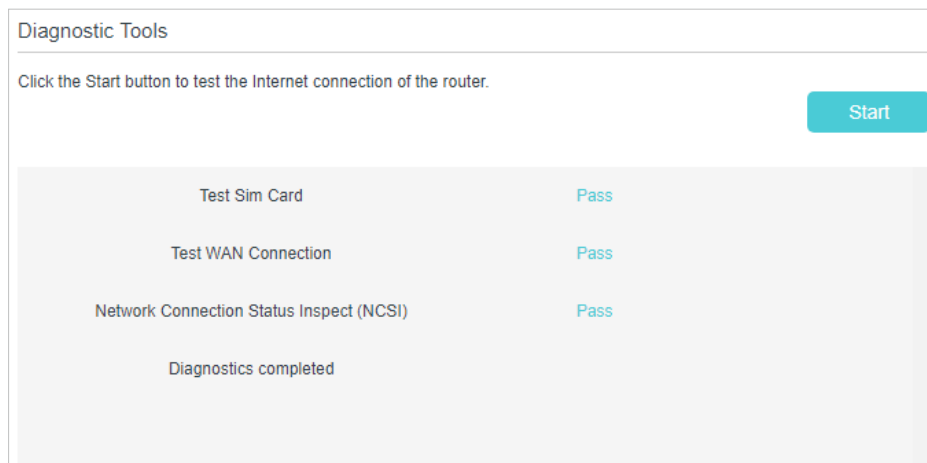 Diagnostic Tools
Click the Start button to test the Internet connection of the router.
Start
Test Sim Card Pass
Test WAN Connection Pass
Network Connection Status Inspect (NCSI) Pass
Diagnostics completed